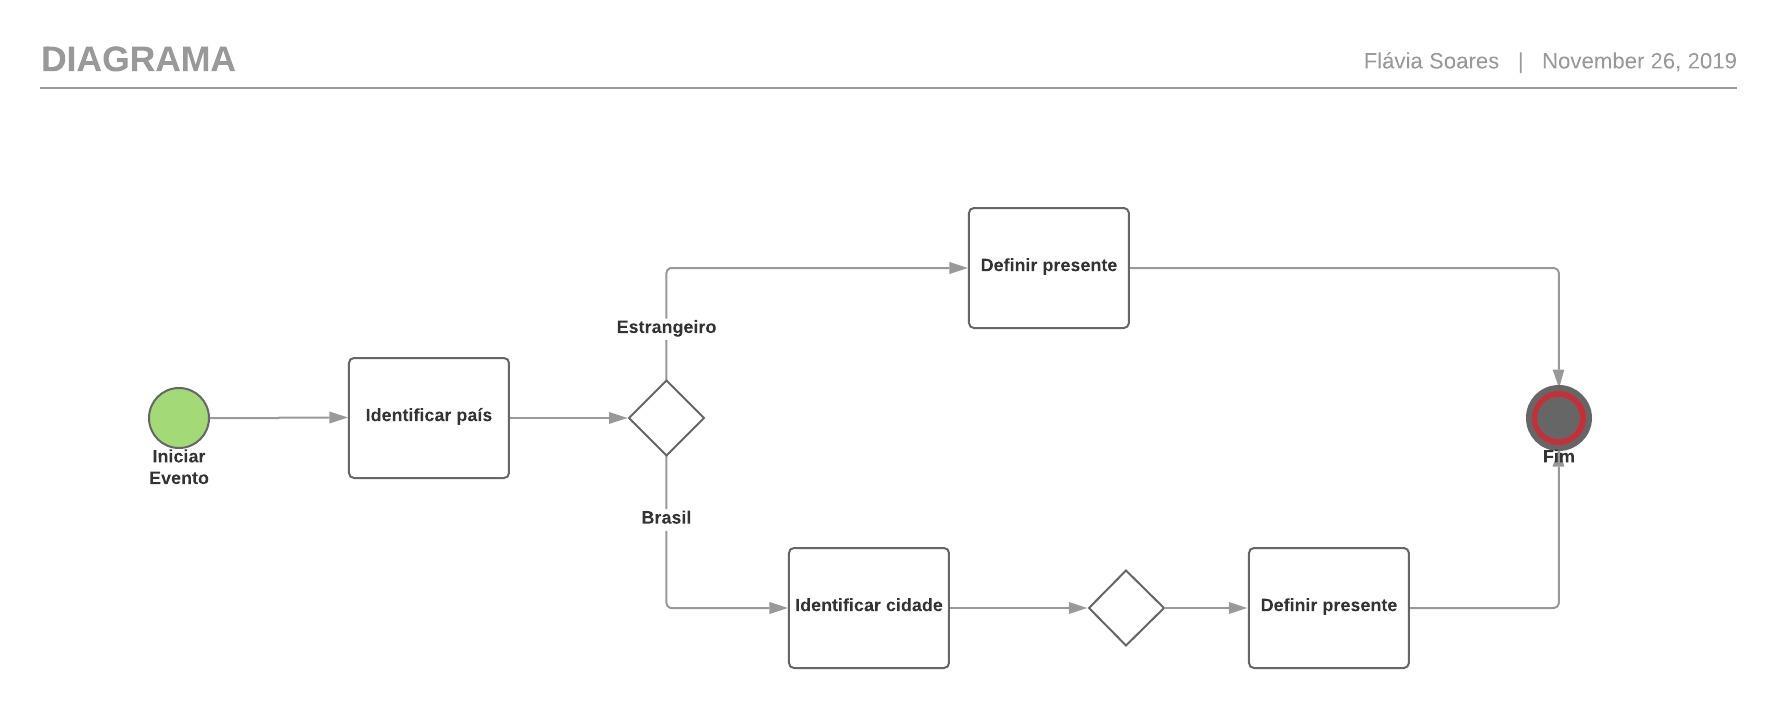 DIAGRAMA
Flávia Soares | November 26, 2019
Definir presente
Estrangeiro
Identificar país
Iniciar
Evento
Fim
Brasil
Identificar cidade
Definir presente